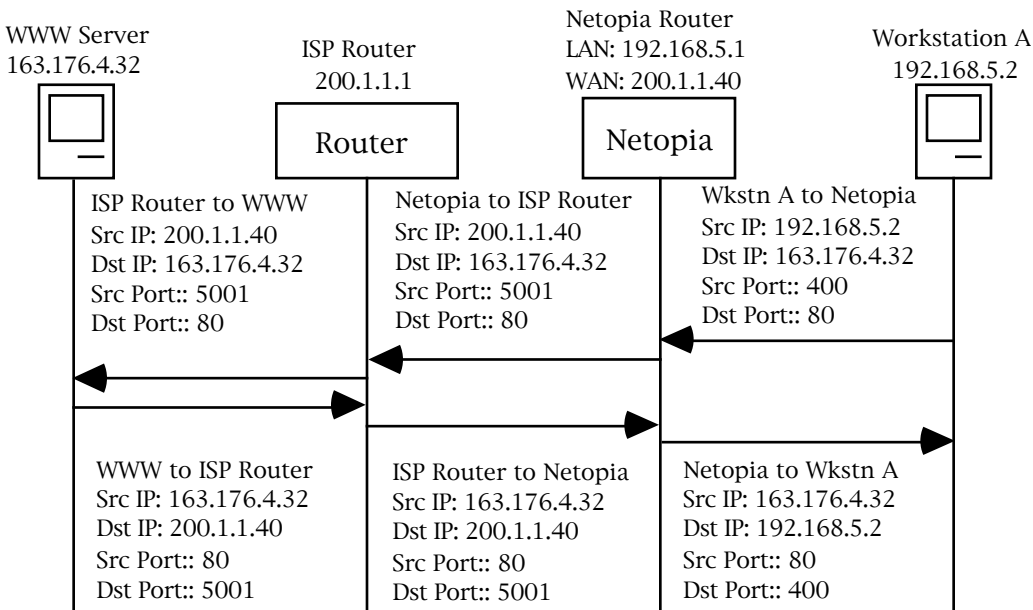 WWW Server
163.176.4.32
ISP Router
200.1.1.1
Netopia Router
LAN: 192.168.5.1
WAN: 200.1.1.40
Workstation A
192.168.5.2
Router
Netopia
ISP Router to WWW
Src IP: 200.1.1.40
Dst IP: 163.176.4.32
Src Port:: 5001
Dst Port:: 80
Netopia to ISP Router
Src IP: 200.1.1.40
Dst IP: 163.176.4.32
Src Port:: 5001
Dst Port:: 80
Wkstn A to Netopia
Src IP: 192.168.5.2
Dst IP: 163.176.4.32
Src Port:: 400
Dst Port:: 80
WWW to ISP Router
Src IP: 163.176.4.32
Dst IP: 200.1.1.40
Src Port:: 80
Dst Port:: 5001
ISP Router to Netopia
Src IP: 163.176.4.32
Dst IP: 200.1.1.40
Src Port:: 80
Dst Port:: 5001
Netopia to Wkstn A
Src IP: 163.176.4.32
Dst IP: 192.168.5.2
Src Port:: 80
Dst Port:: 400